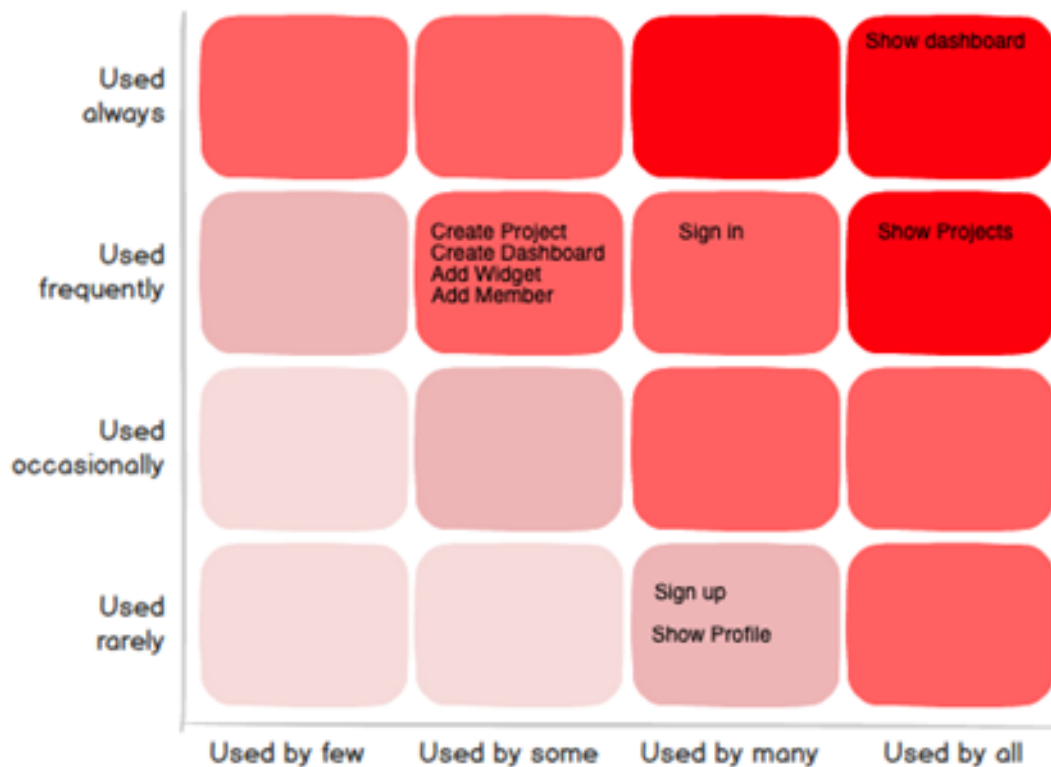 Show dashboard
Used
always
Create Project
Create Dashboard
Add Widget
Add Member
Sign in
Show Projects
Used
frequently
Used
occasionally
Sign up
Show Profile
Used
rarely
Used by few
Used by some
Used by many
Used by all